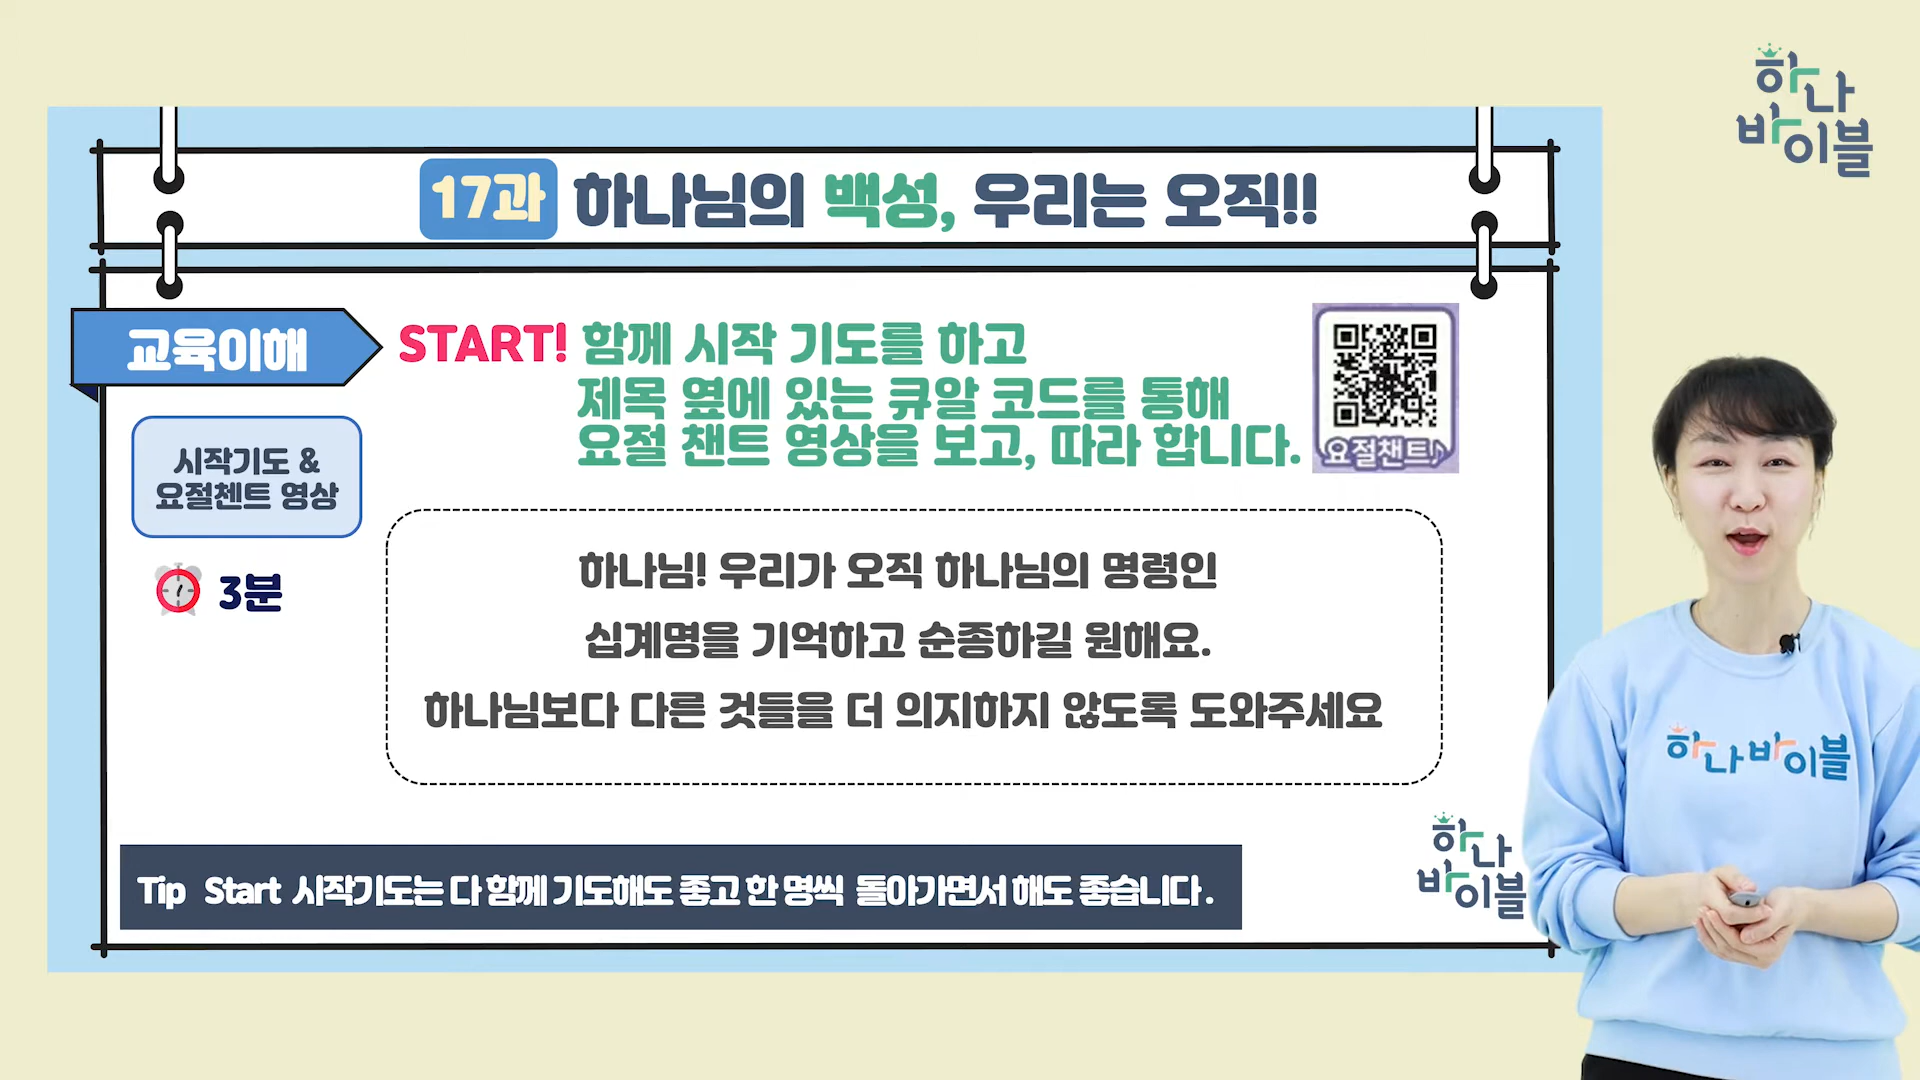 하나
바이블
17과 하나님의 백성, 우리는 오직!!
교육이해
START! 함께 시작 기도를 하고
제목 옆에 있는 큐알 코드를 통해
요절 챈트 영상을 보고, 따라 합니다.
요절챈트♪
시작기도 &
요절첸트 영상
3분
하나님! 우리가 오직 하나님의 명령인
십계명을 기억하고 순종하길 원해요.
하나님보다 다른 것들을 더 의지하지 않도록 도와주세요
하나바이블
하나
바이블
Tip Start 시작기도는 다 함께 기도해도 좋고 한 명씩 돌아가면서 해도 좋습니다.